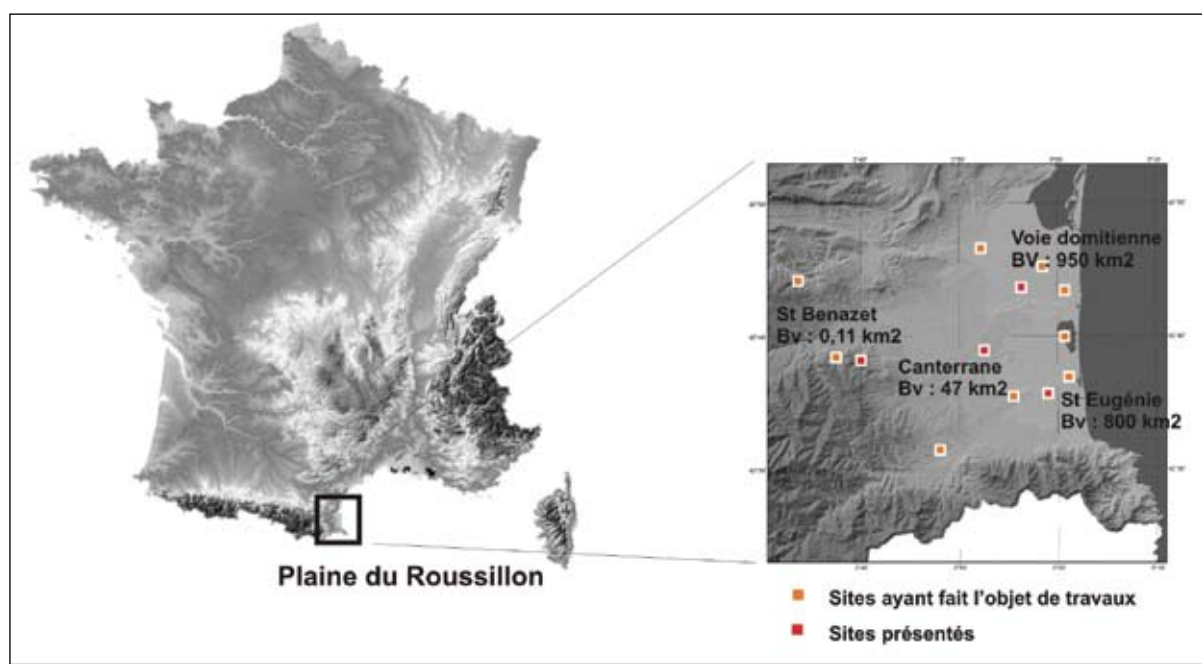 Voie domitienne
BV : 950 km2
St Benazet
Bv : 0,11 km2
Canterrane
Bv : 47 km2
St Eugénie
Bv : 800 km2
Plaine du Roussillon
Sites ayant fait l'objet de travaux
Sites présentés